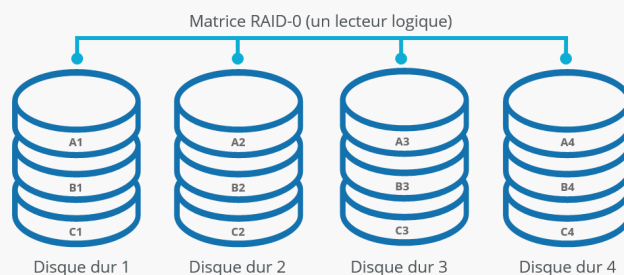 Matrice RAID-0 (un lecteur logique)
A1 A2 A3 A4
B1 B2 B3 B4
C1 C2 C3 C4
Disque dur 1 Disque dur 2 Disque dur 3 Disque dur 4